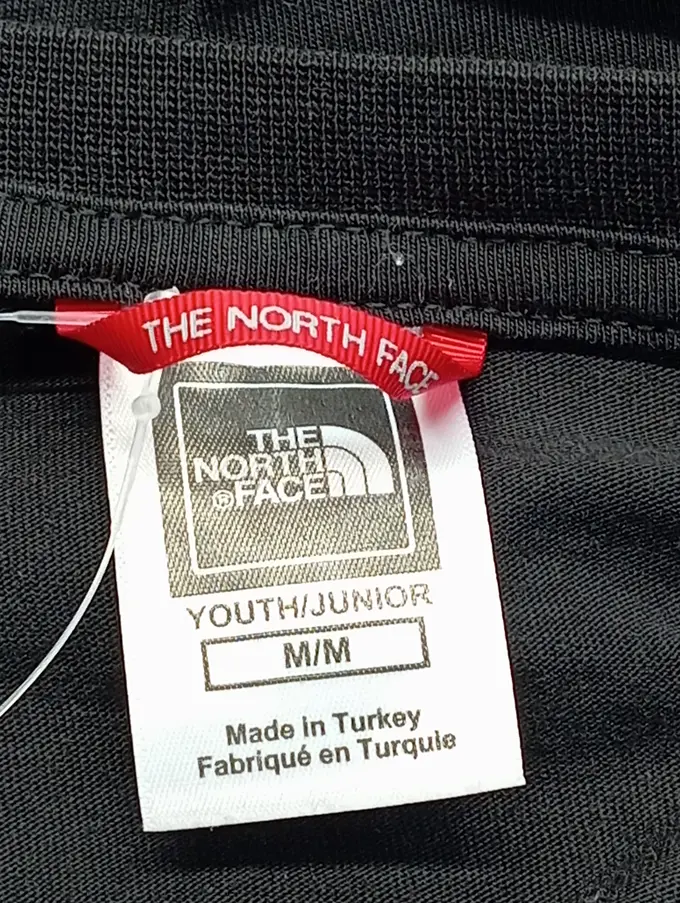 THE NORTH FACE
THE
NORTH
®FACE
YOUTH/JUNIOR
M/M
Made in Turkey
Fabriqué en Turquie